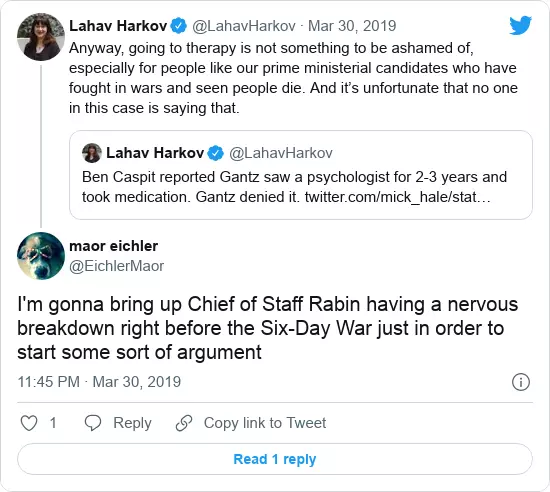 Lahav Harkov @LahavHarkov · Mar 30, 2019
Anyway, going to therapy is not something to be ashamed of,
especially for people like our prime ministerial candidates who have
fought in wars and seen people die. And it's unfortunate that no one
in this case is saying that.
Lahav Harkov @LahavHarkov
Ben Caspit reported Gantz saw a psychologist for 2-3 years and
took medication. Gantz denied it. twitter.com/mick_hale/stat…
maor eichler
@EichlerMaor
I'm gonna bring up Chief of Staff Rabin having a nervous
breakdown right before the Six-Day War just in order to
start some sort of argument
11:45 PM · Mar 30, 2019
1 Reply Copy link to Tweet
Read 1 reply